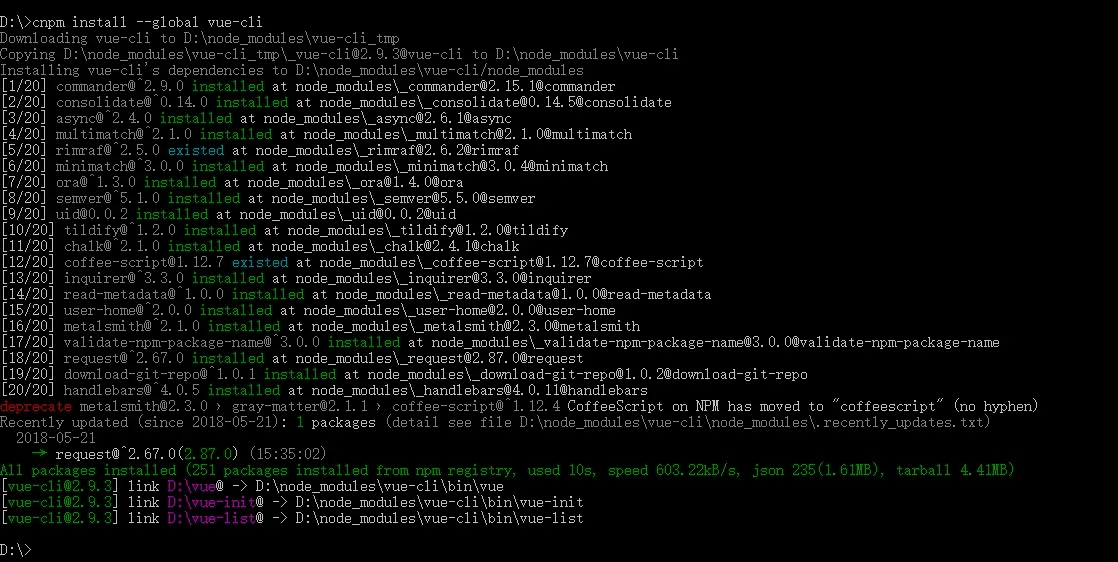 D:\>cnpm install --global vue-cli
Downloading vue-cli to D:\node_modules\vue-cli_tmp
Copying D:\node_modules\vue-cli_tmp\_vue-cli@2.9.3@vue-cli to D:\node_modules\vue-cli
Installing vue-cli's dependencies to D:\node_modules\vue-cli/node_modules
[1/20] commander@^2.9.0 installed at node_modules\_commander@2.15.1@commander
[2/20] consolidate@^0.14.0 installed at node_modules\_consolidate@0.14.5@consolidate
[3/20] async@^2.4.0 installed at node_modules\_async@2.6.1@async
[4/20] multimatch@^2.1.0 installed at node_modules\_multimatch@2.1.0@multimatch
[5/20] rimraf@^2.5.0 existed at node_modules\_rimraf@2.6.2@rimraf
[6/20] minimatch@^3.0.0 installed at node_modules\_minimatch@3.0.4@minimatch
[7/20] ora@^1.3.0 installed at node_modules\_ora@1.4.0@ora
[8/20] semver@^5.1.0 installed at node_modules\_semver@5.5.0@semver
[9/20] uid@0.0.2 installed at node_modules\_uid@0.0.2@uid
[10/20] tildify@^1.2.0 installed at node_modules\_tildify@1.2.0@tildify
[11/20] chalk@^2.1.0 installed at node_modules\_chalk@2.4.1@chalk
[12/20] coffee-script@1.12.7 existed at node_modules\_coffee-script@1.12.7@coffee-script
[13/20] inquirer@^3.3.0 installed at node_modules\_inquirer@3.3.0@inquirer
[14/20] read-metadata@^1.0.0 installed at node_modules\_read-metadata@1.0.0@read-metadata
[15/20] user-home@^2.0.0 installed at node_modules\_user-home@2.0.0@user-home
[16/20] metalsmith@^2.1.0 installed at node_modules\_metalsmith@2.3.0@metalsmith
[17/20] validate-npm-package-name@^3.0.0 installed at node_modules\_validate-npm-package-name@3.0.0@validate-npm-package-name
[18/20] request@^2.67.0 installed at node_modules\_request@2.87.0@request
[19/20] download-git-repo@^1.0.1 installed at node_modules\_download-git-repo@1.0.2@download-git-repo
[20/20] handlebars@^4.0.5 installed at node_modules\_handlebars@4.0.11@handlebars
deprecate metalsmith@2.3.0 › gray-matter@2.1.1 › coffee-script@^1.12.4 CoffeeScript on NPM has moved to "coffeescript" (no hyphen)
Recently updated (since 2018-05-21): 1 packages (detail see file D:\node_modules\vue-cli\node_modules\.recently_updates.txt)
2018-05-21
→ request@^2.67.0(2.87.0) (15:35:02)
All packages installed (251 packages installed from npm registry, used 10s, speed 603.22kB/s, json 235(1.61MB), tarball 4.41MB)
[vue-cli@2.9.3] link D:\vue@ -> D:\node_modules\vue-cli\bin\vue
[vue-cli@2.9.3] link D:\vue-init@ -> D:\node_modules\vue-cli\bin\vue-init
[vue-cli@2.9.3] link D:\vue-list@ -> D:\node_modules\vue-cli\bin\vue-list
D:\>